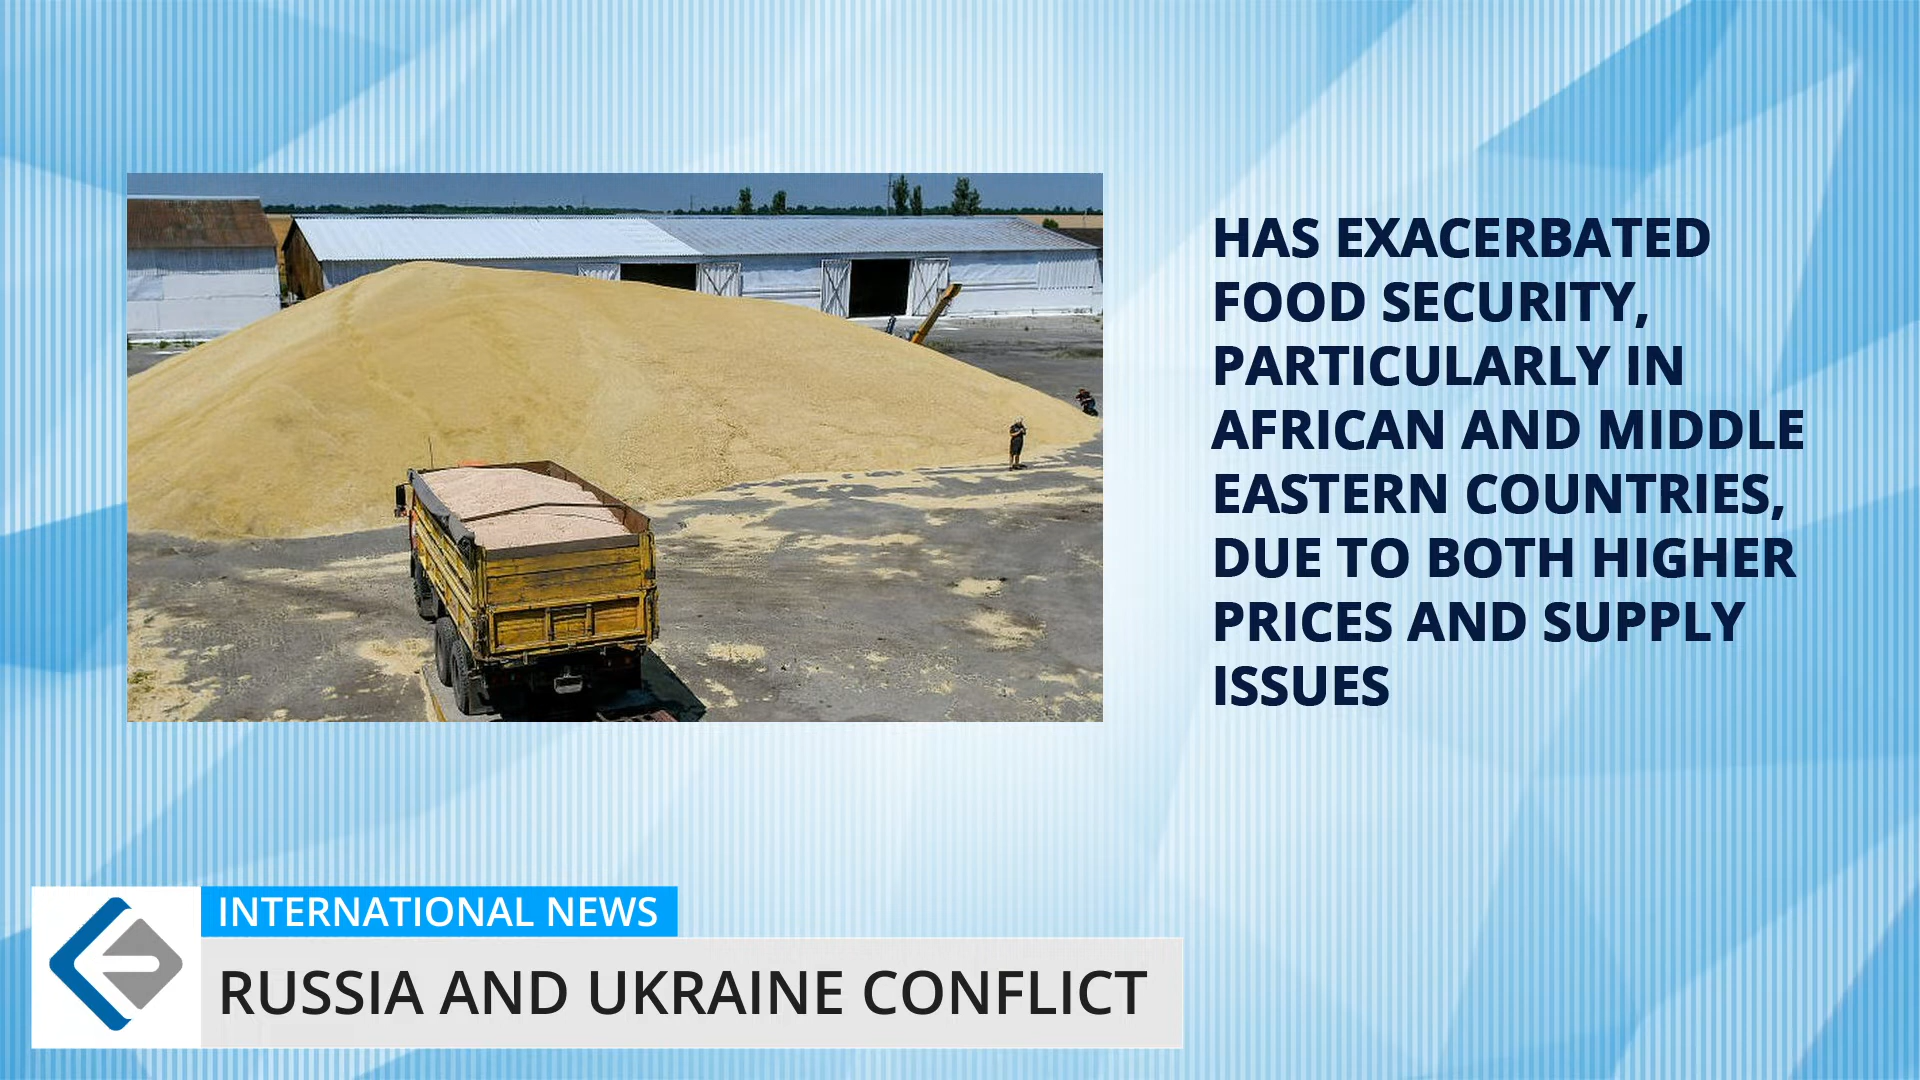 HAS EXACERBATED
FOOD SECURITY,
PARTICULARLY IN
AFRICAN AND MIDDLE
EASTERN COUNTRIES,
DUE TO BOTH HIGHER
PRICES AND SUPPLY
ISSUES
INTERNATIONAL NEWS
RUSSIA AND UKRAINE CONFLICT